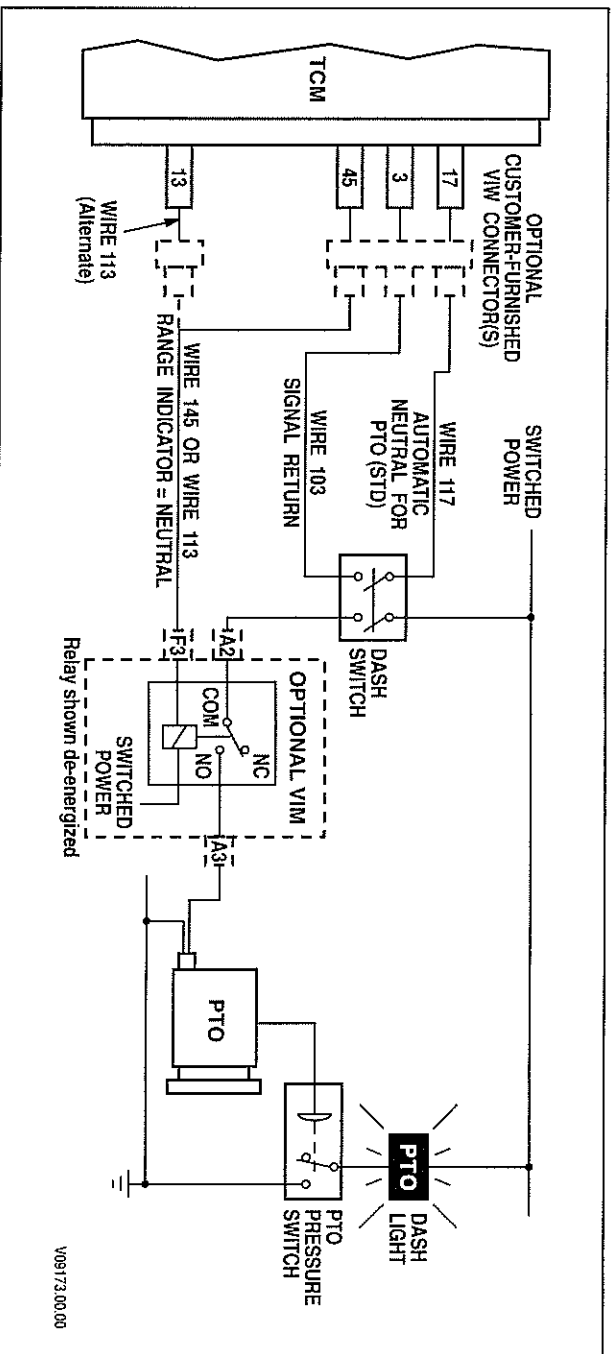 TCM
OPTIONAL
CUSTOMER-FURNISHED
VIW CONNECTOR(S)
17
3
45
13
WIRE 113
(Alternate)
SWITCHED
POWER
WIRE 117
AUTOMATIC
NEUTRAL FOR
PTO (STD)
WIRE 103
SIGNAL RETURN
WIRE 145 OR WIRE 113
RANGE INDICATOR = NEUTRAL
DASH
SWITCH
A2
F3
OPTIONAL VIM
COM
NC
NO
SWITCHED
POWER
Relay shown de-energized
A3
PTO
PTO
DASH
LIGHT
PTO
PRESSURE
SWITCH
V09173.00.00